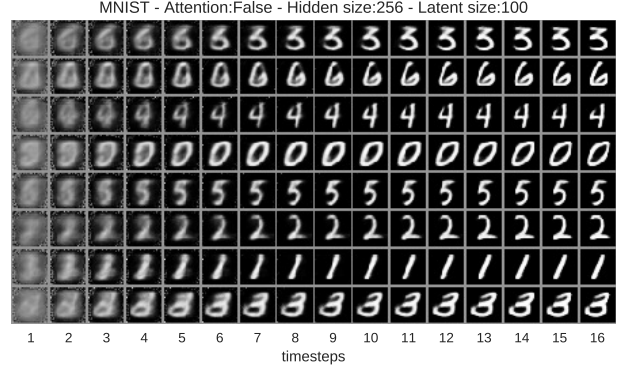 MNIST - Attention:False - Hidden size:256 - Latent size:100
1 2 3 4 5 6 7 8 9 10 11 12 13 14 15 16
timesteps